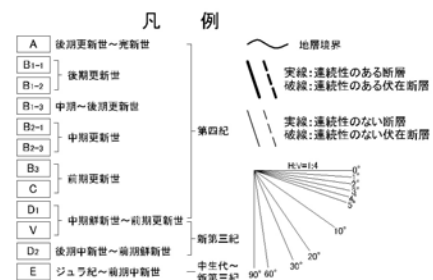 凡 例
A 後期更新世～完新世
B1-1
B1-2
後期更新世
B1-3 中期～後期更新世
B2-1
B2-3
中期更新世
B3
C
前期更新世
D1
V
中期鮮新世～前期更新世
D2 後期中新世～前期鮮新世
E ジュラ紀～前期中新世
第四紀
新第三紀
中生代～
新第三紀
地層境界
実線：連続性のある断層
破線：連続性のある伏在断層
実線：連続性のない断層
破線：連続性のない伏在断層
H:V=1:4
0°
5°
10°
20°
30°
60°
90°